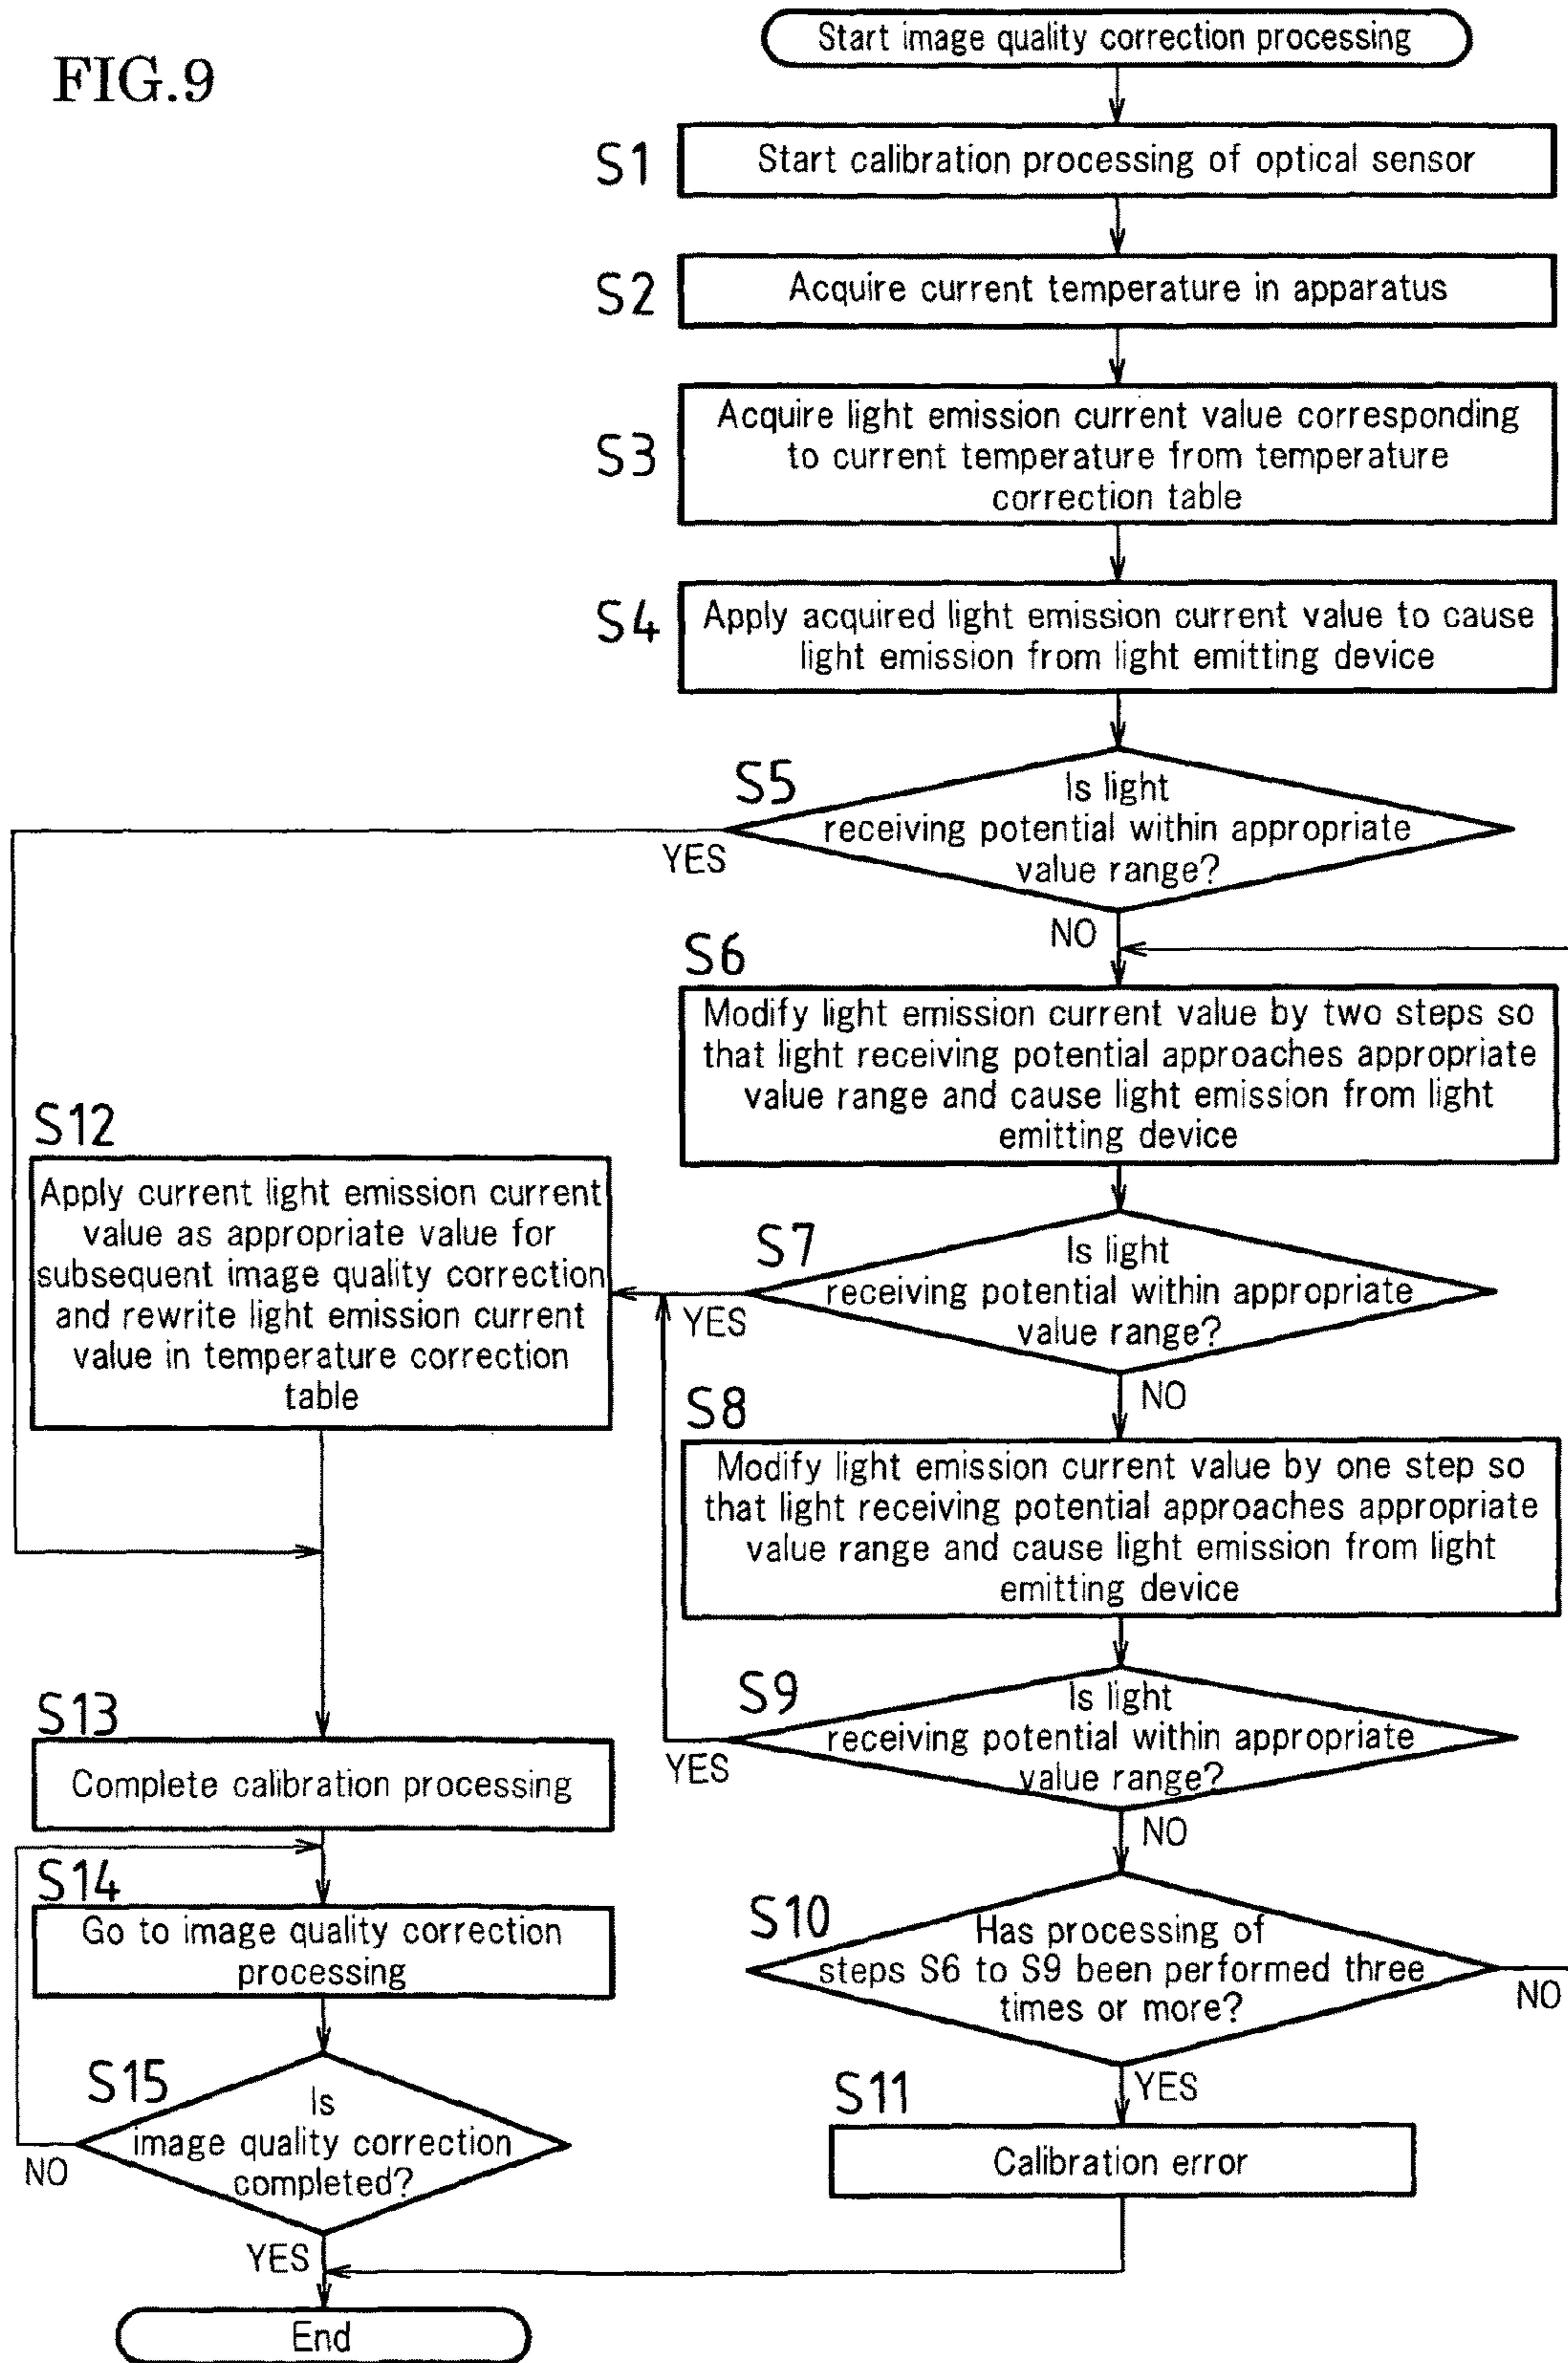 FIG.9
Start image quality correction processing
S1
Start calibration processing of optical sensor
S2
Acquire current temperature in apparatus
S3
Acquire light emission current value corresponding
to current temperature from temperature
correction table
S4
Apply acquired light emission current value to cause
light emission from light emitting device
S5
Is light
receiving potential within appropriate
value range?
YES
NO
S6
Modify light emission current value by two steps so
that light receiving potential approaches appropriate
value range and cause light emission from light
emitting device
S7
Is light
receiving potential within appropriate
value range?
YES
NO
S8
Modify light emission current value by one step so
that light receiving potential approaches appropriate
value range and cause light emission from light
emitting device
S9
Is light
receiving potential within appropriate
value range?
YES
NO
S10
Has processing of
steps S6 to S9 been performed three
times or more?
NO
YES
S11
Calibration error
S12
Apply current light emission current
value as appropriate value for
subsequent image quality correction
and rewrite light emission current
value in temperature correction
table
S13
Complete calibration processing
S14
Go to image quality correction
processing
S15
Is
image quality correction
completed?
NO
YES
End